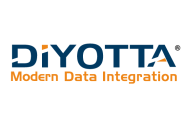 DiYOTTA®
Modern Data Integration